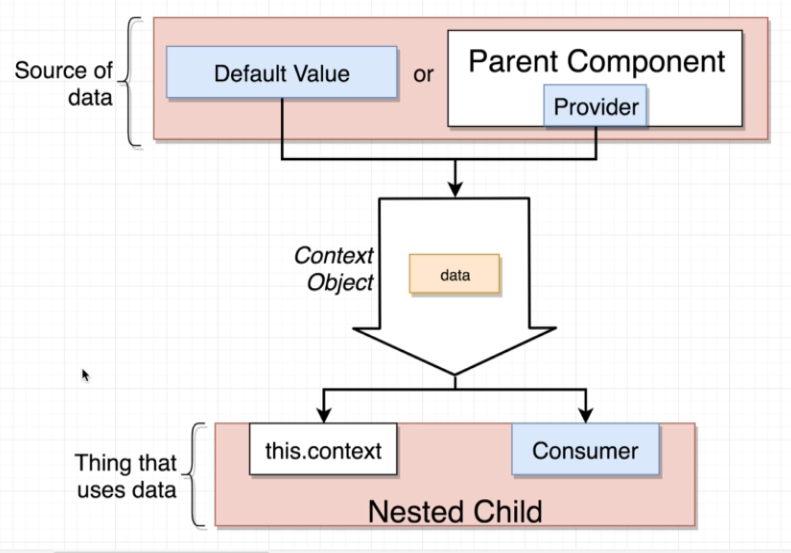 Source of
data
Default Value
or
Parent Component
Provider
Context
Object
data
this.context
Consumer
Thing that
uses data
Nested Child